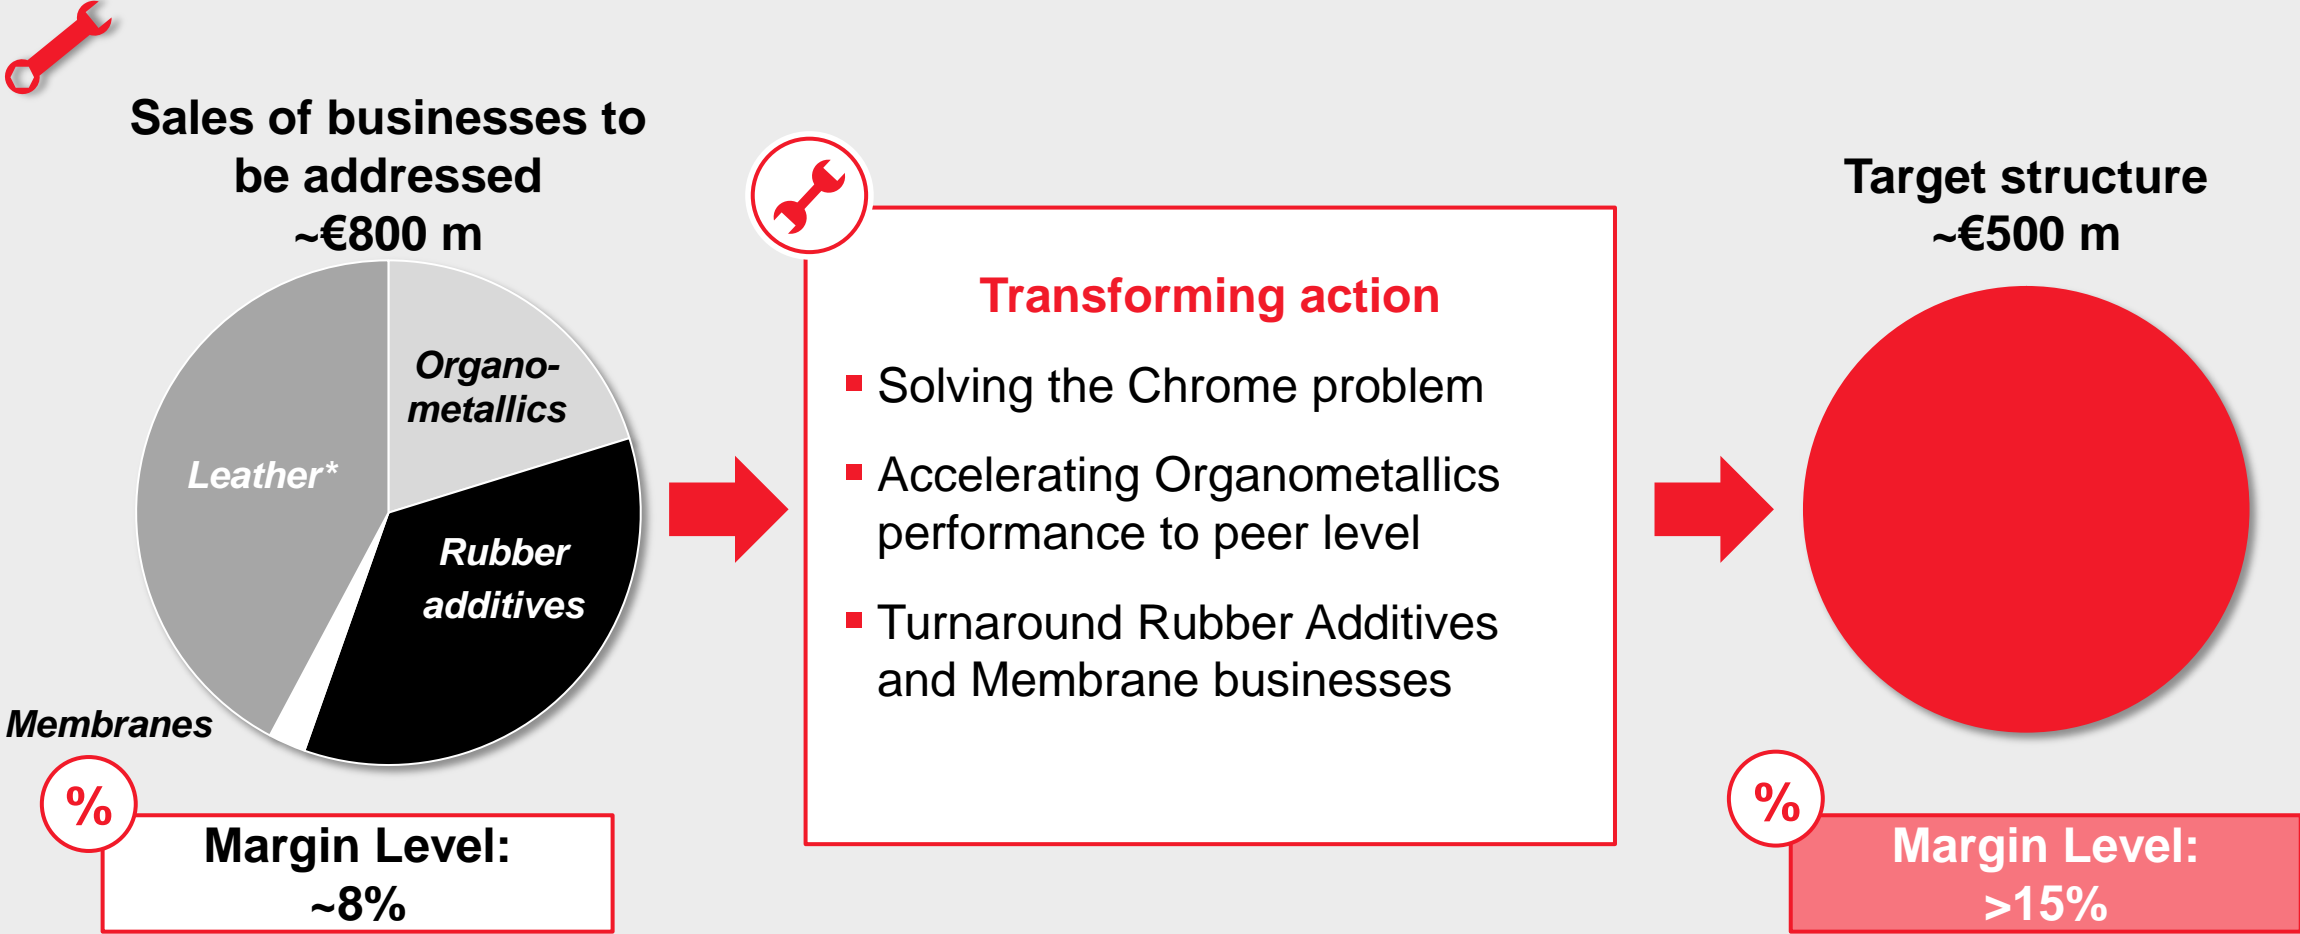 Sales of businesses to
be addressed
~€800 m
Organo-
metallics
Leather*
Rubber
additives
Membranes
%
Margin Level:
~8%
Transforming action
Solving the Chrome problem
Accelerating Organometallics
performance to peer level
Turnaround Rubber Additives
and Membrane businesses
Target structure
~€500 m
%
Margin Level:
>15%